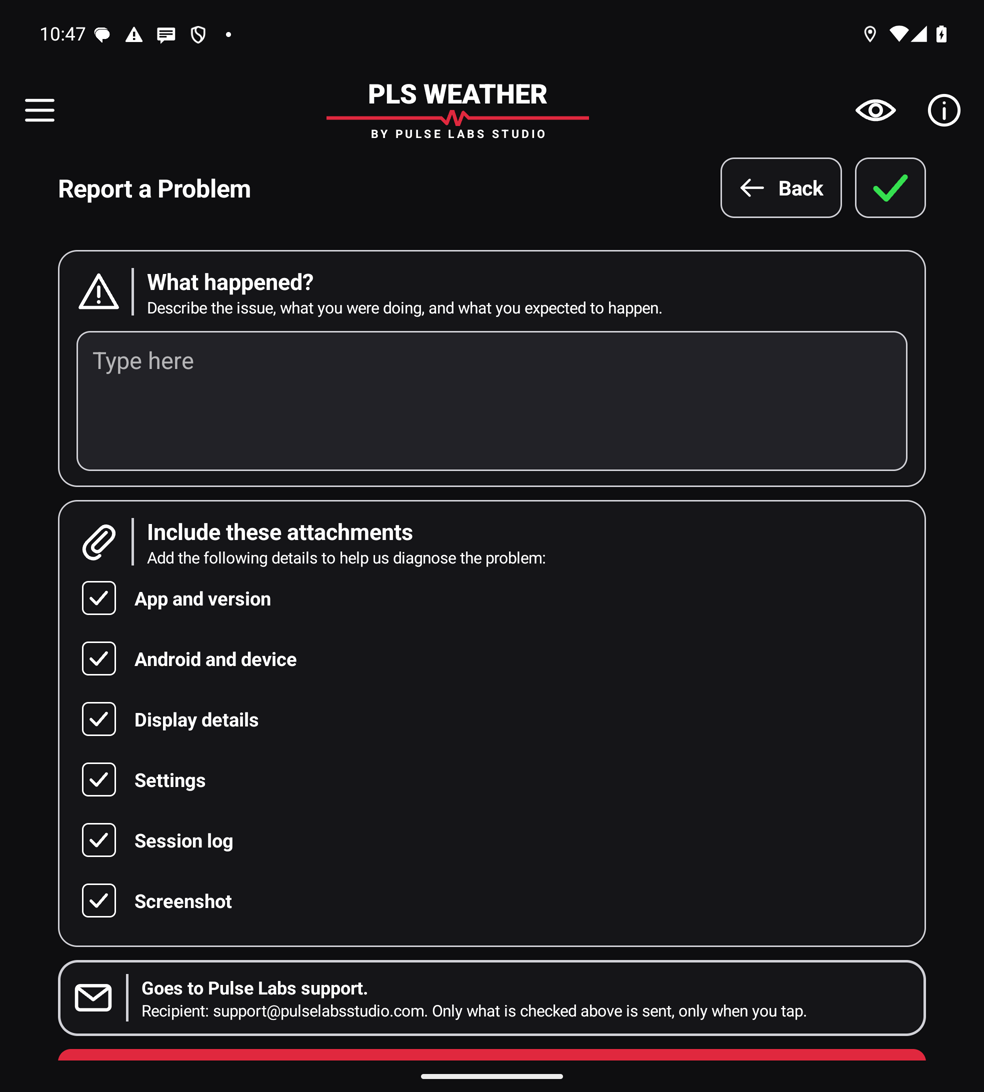 10:47
PLS WEATHER
BY PULSE LABS STUDIO
Report a Problem
Back
What happened?
Describe the issue, what you were doing, and what you expected to happen.
Type here
Include these attachments
Add the following details to help us diagnose the problem:
App and version
Android and device
Display details
Settings
Session log
Screenshot
Goes to Pulse Labs support.
Recipient: support@pulselabsstudio.com. Only what is checked above is sent, only when you tap.